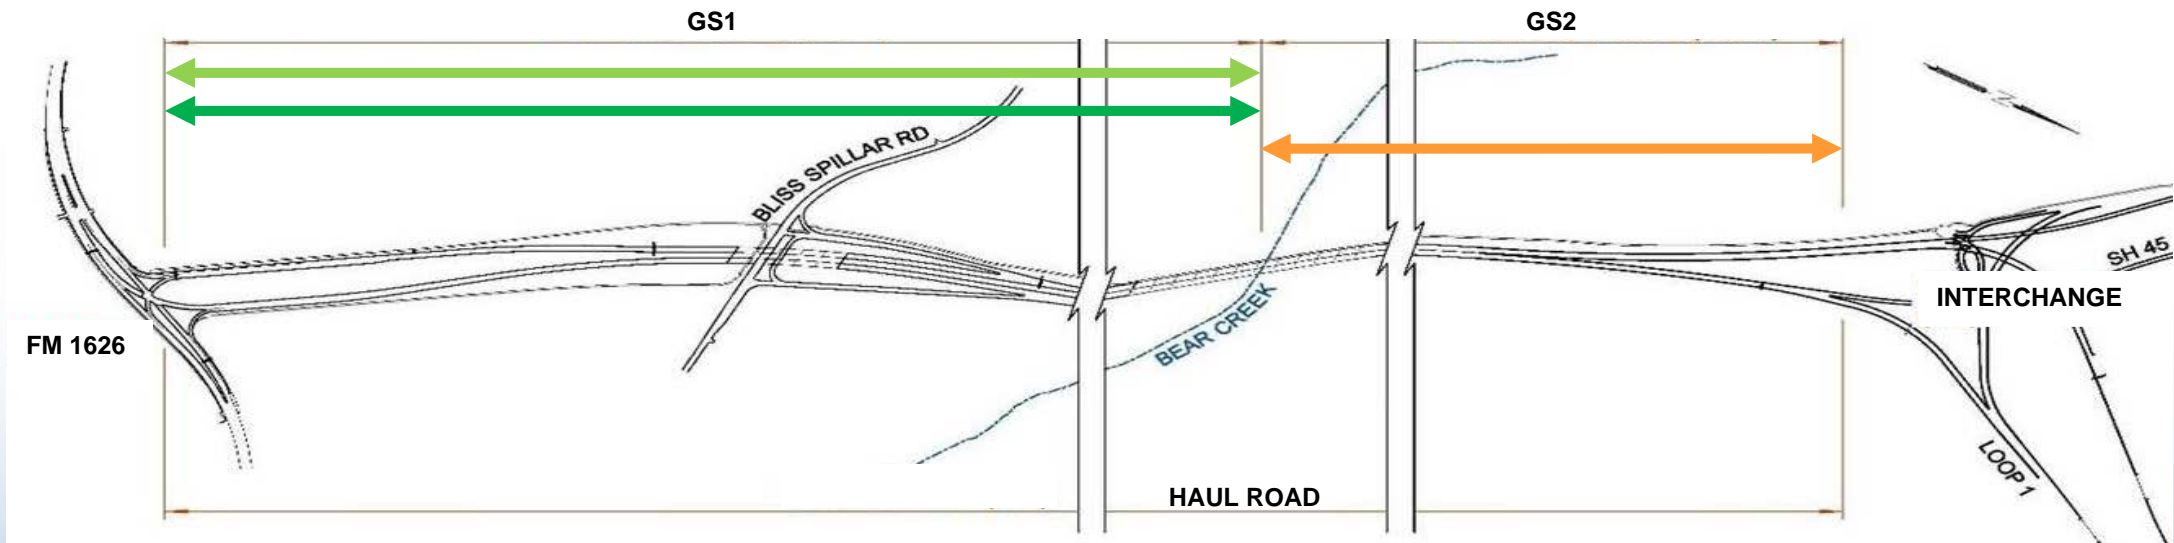 GS1
GS2
BLISS SPILLAR RD
N
SH 45
INTERCHANGE
BEAR CREEK
FM 1626
LOOP 1
HAUL ROAD